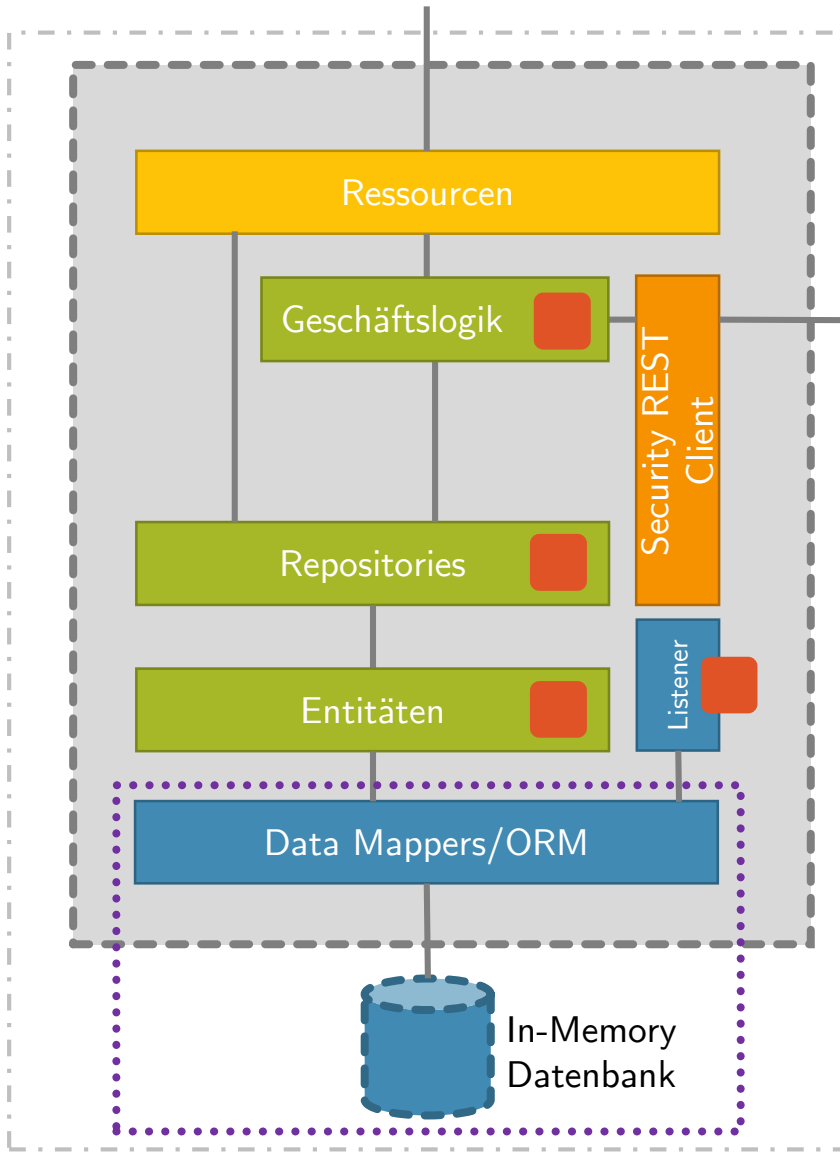 Ressourcen
Geschäftslogik
Security REST
Client
Repositories
Listener
Entitäten
Data Mappers/ORM
In-Memory
Datenbank